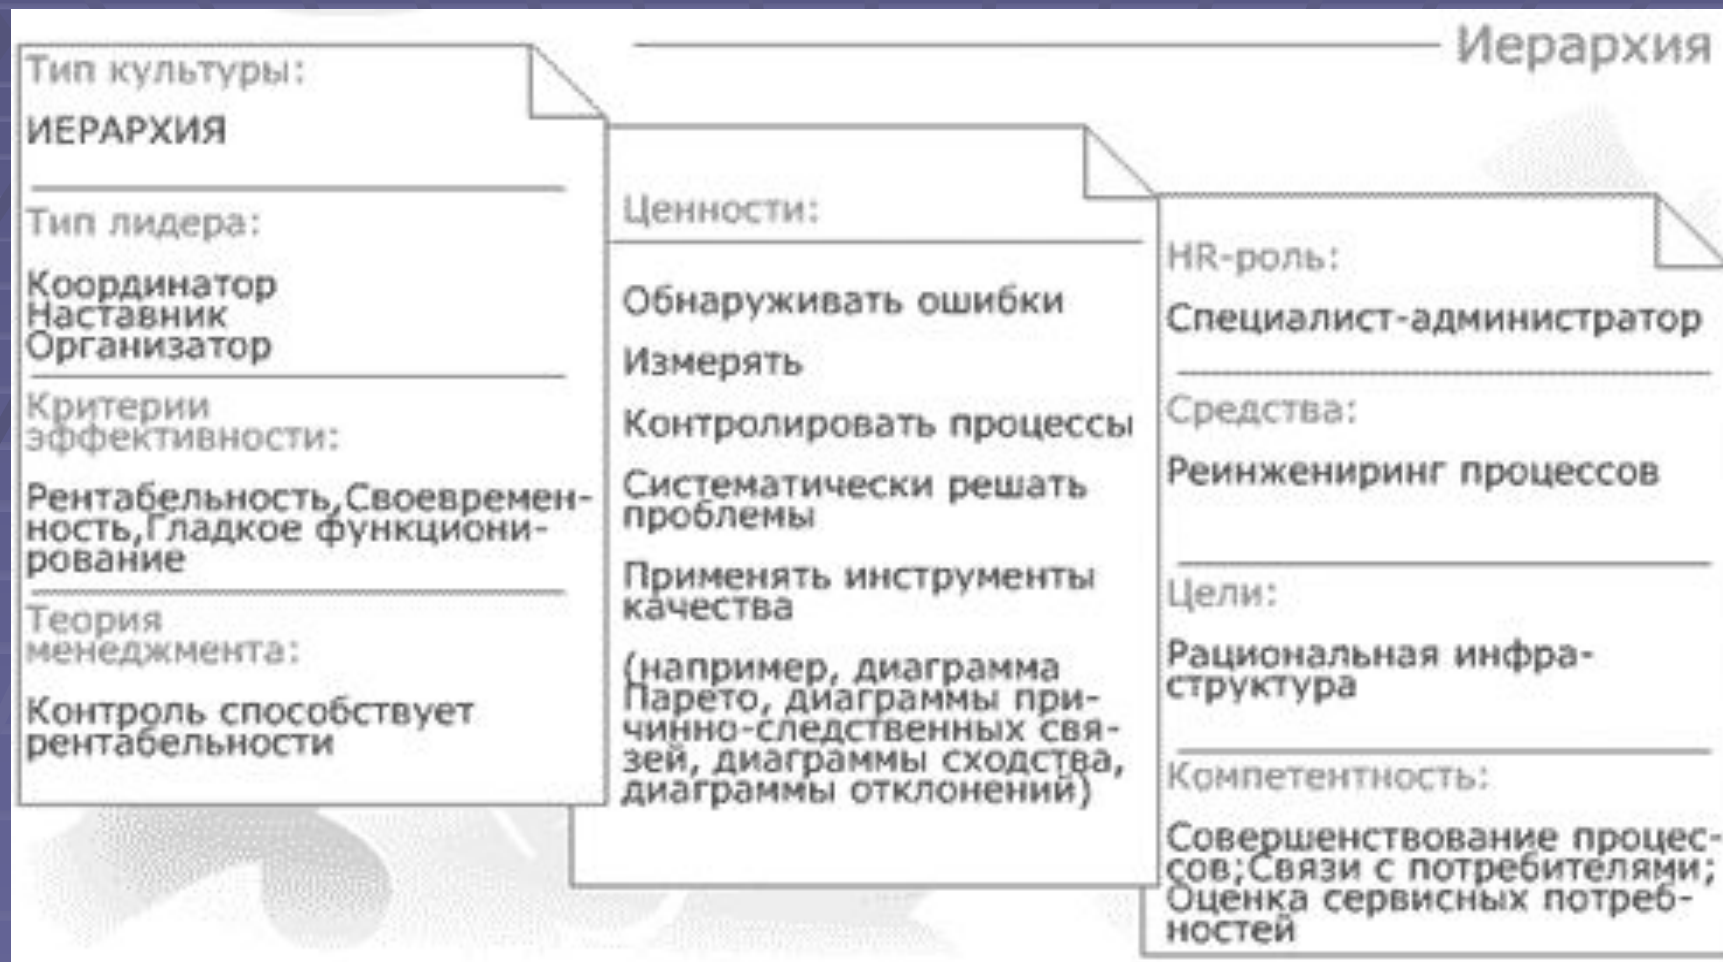 Иерархия
Тип культуры:
ИЕРАРХИЯ
Тип лидера:
Координатор
Наставник
Организатор
Критерии
эффективности:
Рентабельность,Своевремен-
ность,Гладкое функциони-
рование
Теория
менеджмента:
Контроль способствует
рентабельности
Ценности:
Обнаруживать ошибки
Измерять
Контролировать процессы
Систематически решать
проблемы
Применять инструменты
качества
(например, диаграмма
Парето, диаграммы при-
чинно-следственных свя-
зей, диаграммы сходства,
диаграммы отклонений)
HR-роль:
Специалист-администратор
Средства:
Реинжениринг процессов
Цели:
Рациональная инфра-
структура
Компетентность:
Совершенствование процес-
сов;Связи с потребителями;
Оценка сервисных потреб-
ностей